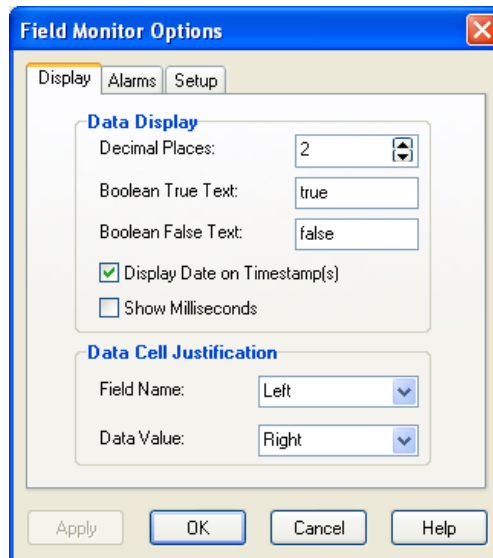 Field Monitor Options
Display Alarms Setup
Data Display
Decimal Places: 2
Boolean True Text: true
Boolean False Text: false
Display Date on Timestamp(s)
Show Milliseconds
Data Cell Justification
Field Name: Left
Data Value: Right
Apply OK Cancel Help